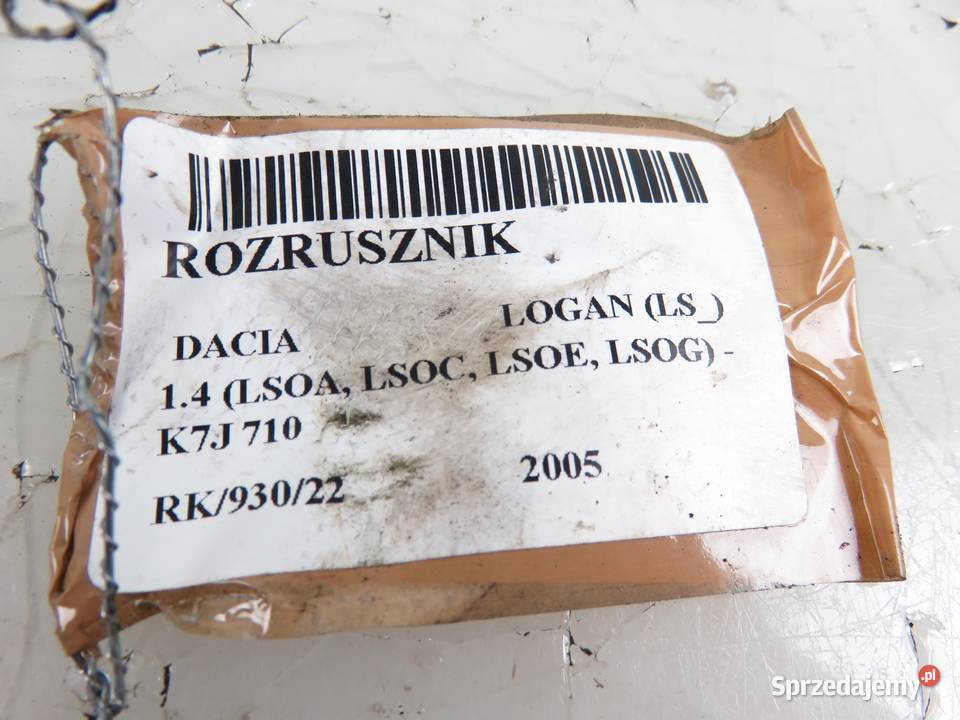 ROZRUSZNIK
DACIA LOGAN (LS_)
1.4 (LSOA, LSOC, LSOE, LSOG) -
K7J 710
RK/930/22 2005
Sprzedajemy.pl